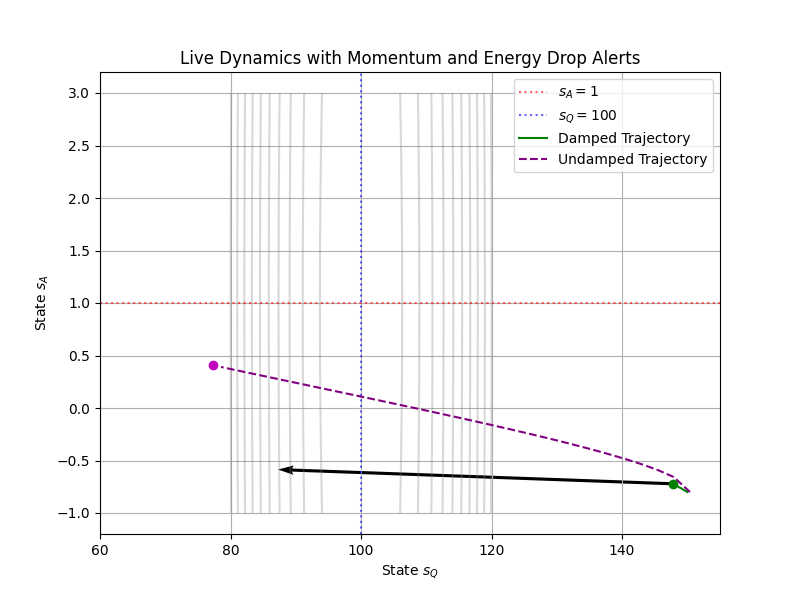 Live Dynamics with Momentum and Energy Drop Alerts
3.0
2.5
2.0
1.5
1.0
0.5
0.0
−0.5
−1.0
State s_A
s_A = 1
s_Q = 100
Damped Trajectory
Undamped Trajectory
60 80 100 120 140
State s_Q